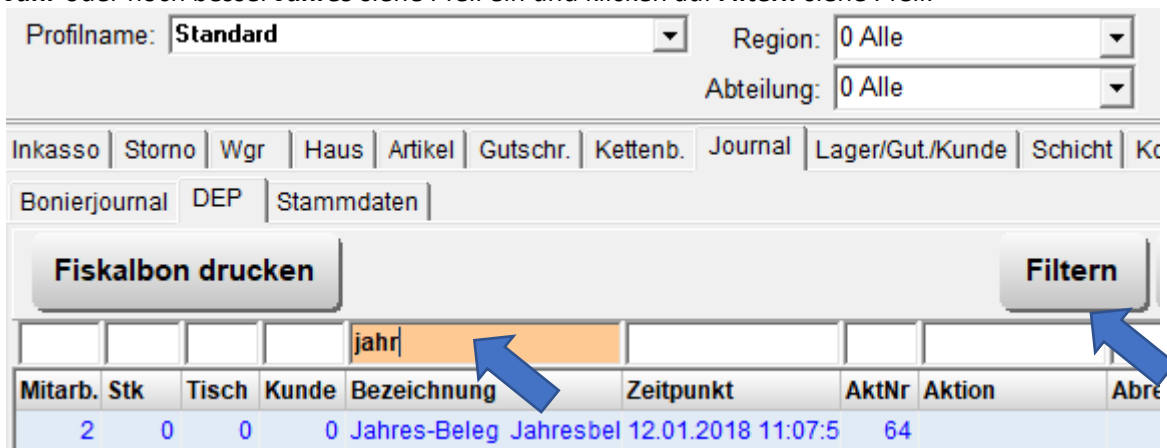 Profilname: Standard Region: 0 Alle
Abteilung: 0 Alle
Inkasso Storno Wgr Haus Artikel Gutschr. Kettenb. Journal Lager/Gut./Kunde Schicht
Bonierjournal DEP Stammdaten
Fiskalbon drucken Filtern
jahr
Mitarb. Stk Tisch Kunde Bezeichnung Zeitpunkt AktNr Aktion Abre
2 0 0 0 Jahres-Beleg Jahresbel 12.01.2018 11:07:5 64